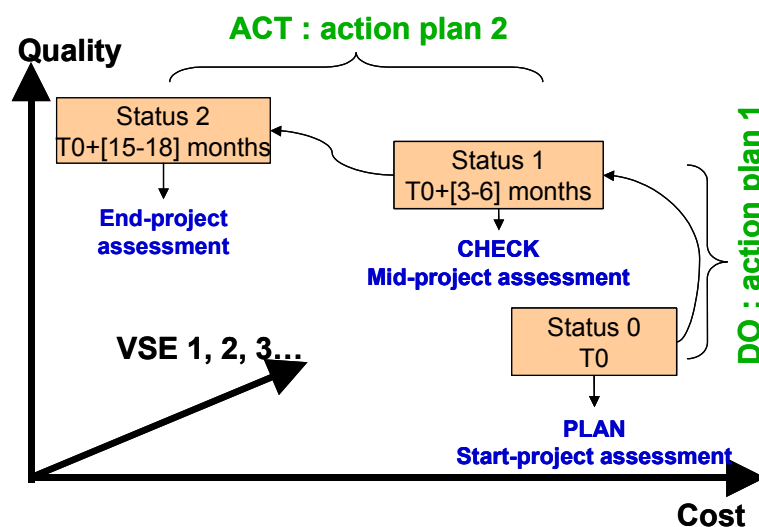 ACT : action plan 2
Quality
Status 2
T0+[15-18] months
End-project
assessment
Status 1
T0+[3-6] months
CHECK
Mid-project assessment
DO : action plan 1
Status 0
T0
VSE 1, 2, 3...
PLAN
Start-project assessment
Cost